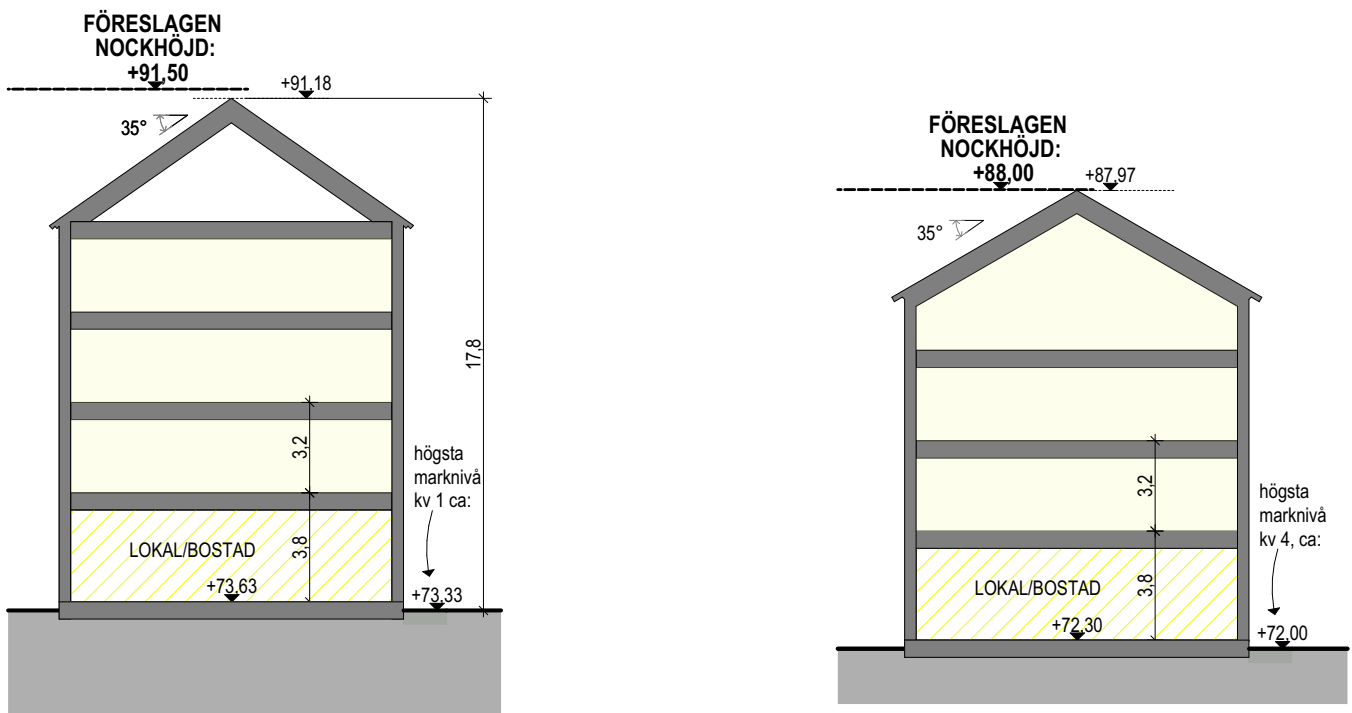 FÖRESLAGEN
NOCKHÖJD:
+91,50
+91,18
35°
17,8
3,2
högsta
marknivå
kv 1 ca:
LOKAL/BOSTAD
3,8
+73,63
+73,33
FÖRESLAGEN
NOCKHÖJD:
+88,00
+87,97
35°
3,2
högsta
marknivå
kv 4, ca:
LOKAL/BOSTAD
3,8
+72,30
+72,00